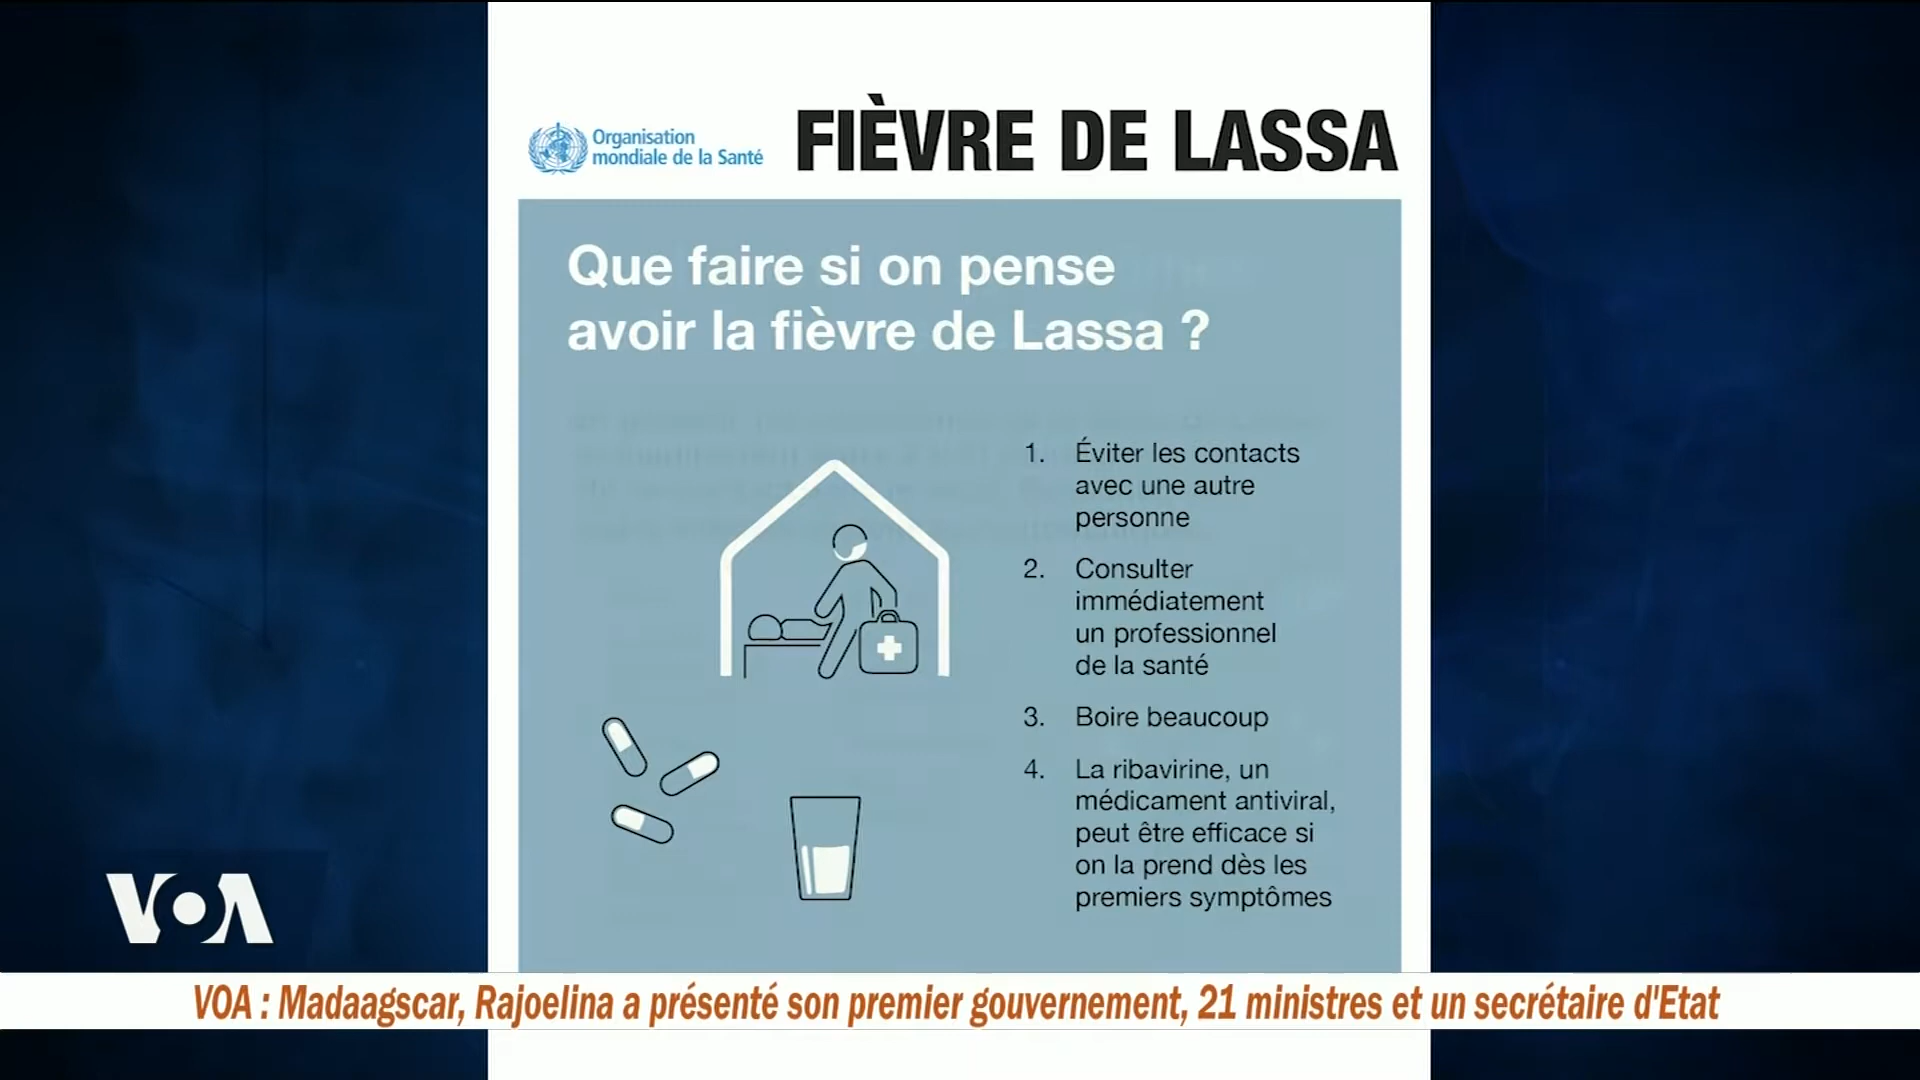 Organisation
mondiale de la Santé
FIÈVRE DE LASSA
Que faire si on pense
avoir la fièvre de Lassa ?
1. Éviter les contacts
avec une autre
personne
2. Consulter
immédiatement
un professionnel
de la santé
3. Boire beaucoup
4. La ribavirine, un
médicament antiviral,
peut être efficace si
on la prend dès les
premiers symptômes
VOA
VOA : Madaagscar, Rajoelina a présenté son premier gouvernement, 21 ministres et un secrétaire d'Etat